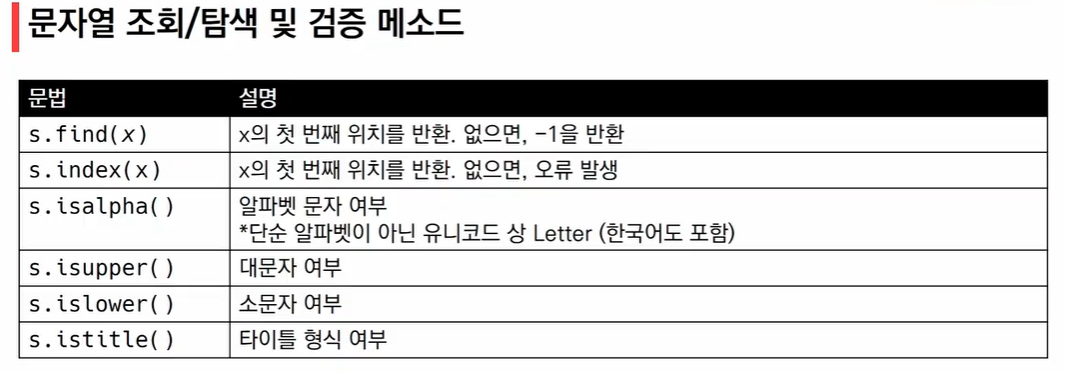 문자열 조회/탐색 및 검증 메소드
문법 설명
s.find(x) x의 첫 번째 위치를 반환. 없으면, -1을 반환
s.index(x) x의 첫 번째 위치를 반환. 없으면, 오류 발생
s.isalpha() 알파벳 문자 여부
*단순 알파벳이 아닌 유니코드 상 Letter (한국어도 포함)
s.isupper() 대문자 여부
s.islower() 소문자 여부
s.istitle() 타이틀 형식 여부